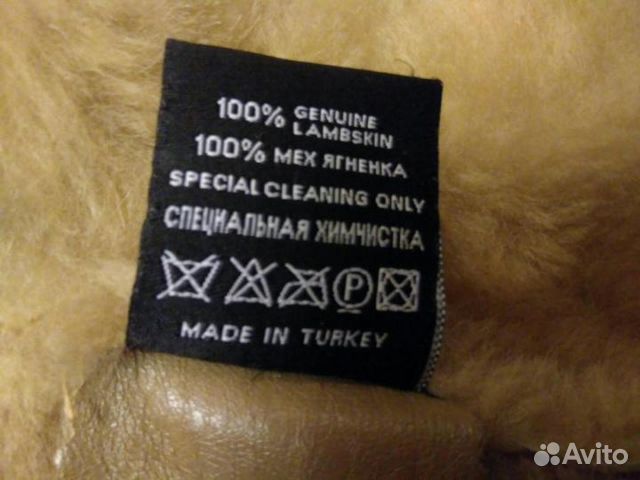 100% GENUINE LAMBSKIN
100% МЕХ ЯГНЕНКА
SPECIAL CLEANING ONLY
СПЕЦИАЛЬНАЯ ХИМЧИСТКА
P
MADE IN TURKEY
Avito